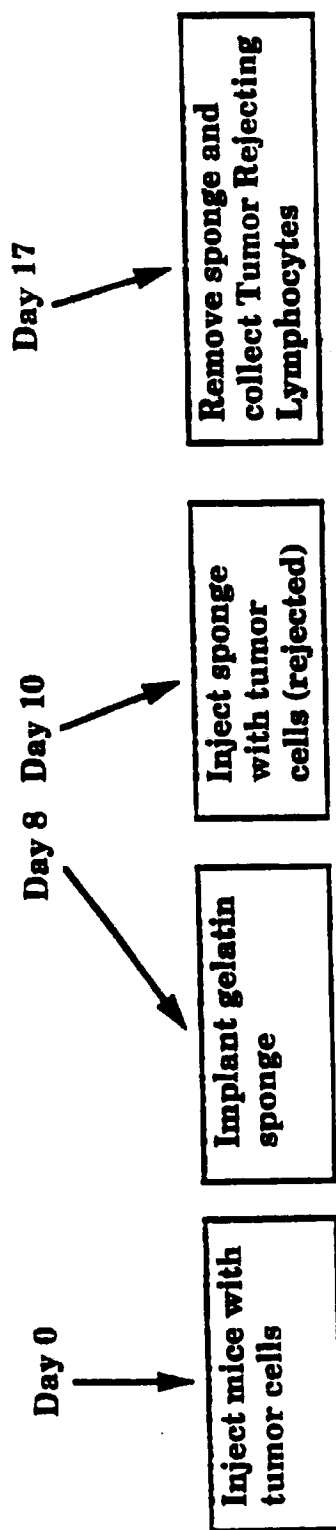 Day 0
Inject mice with
tumor cells
Day 8
Implant gelatin
sponge
Day 10
Inject sponge
with tumor
cells (rejected)
Day 17
Remove sponge and
collect Tumor Rejecting
Lymphocytes